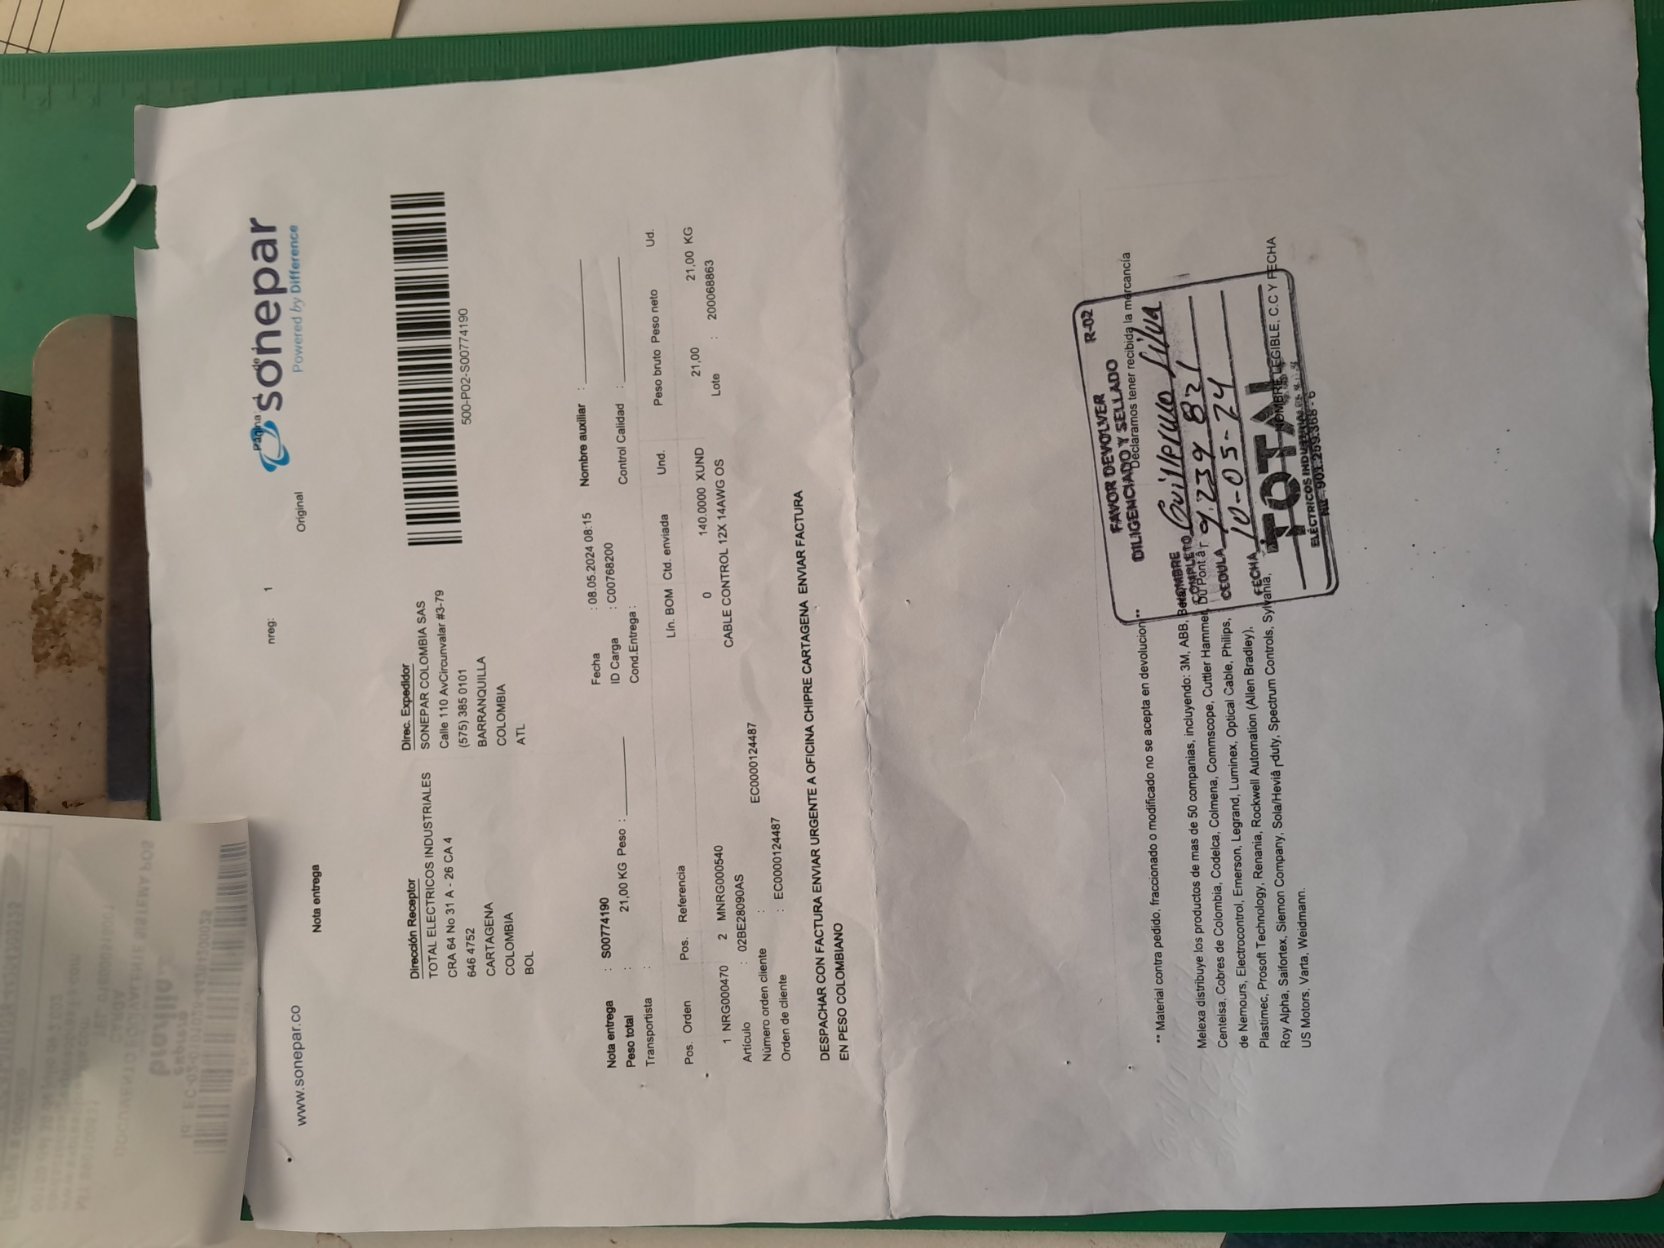 www.sonepar.co
Nota entrega
nreg: 1
Original
Página
sonepar
Powered by Difference
Dirección Receptor
TOTAL ELECTRICOS INDUSTRIALES
CRA 64 No 31 A - 26 CA 4
646 4752
CARTAGENA
COLOMBIA
BOL
Direc. Expedidor
SONEPAR COLOMBIA SAS
Calle 110 AvCircunvalar #3-79
(575) 385 0101
BARRANQUILLA
COLOMBIA
ATL
500-P02-S00774190
Nota entrega : S00774190 Fecha : 08.05.2024 08:15 Nombre auxiliar :
Peso total : 21,00 KG Peso : ID Carga : C00768200 Control Calidad :
Transportista : Cond.Entrega :
Pos. Orden Pos. Referencia Lín. BOM Ctd. enviada Und. Peso bruto Peso neto Ud.
1 NRG000470 2 MNRG000540 0 140.0000 XUND 21,00 21,00 KG
Artículo : 02BE28090AS CABLE CONTROL 12X 14AWG OS Lote : 200068863
Número orden cliente : EC0000124487
Orden de cliente : EC0000124487
DESPACHAR CON FACTURA ENVIAR URGENTE A OFICINA CHIPRE CARTAGENA ENVIAR FACTURA
EN PESO COLOMBIANO
R-02
FAVOR DEVOLVER
DILIGENCIADO Y SELLADO
Declaramos tener recibida la mercancía
** Material contra pedido, fraccionado o modificado no se acepta en devolucion **
NOMBRE
COMPLETO Guillermo Silva
CEDULA 9.239 821
FECHA 10-05-24
TOTAL
ELÉCTRICOS INDUSTRIALES
NOMBRE LEGIBLE, C.C Y FECHA
Melexa distribuye los productos de mas de 50 companias, incluyendo: 3M, ABB,
Centelsa, Cobres de Colombia, Codelca, Colmena, Commscope, Cuttler Hammer, Du Pont
de Nemours, Electrocontrol, Emerson, Legrand, Luminex, Optical Cable, Philips,
Plastimec, Prosoft Technology, Renania, Rockwell Automation (Allen Bradley),
Roy Alpha, Saifortex, Siemon Company, Sola/Heviâ rduty, Spectrum Controls, Sylvania,
US Motors, Varta, Weidmann.